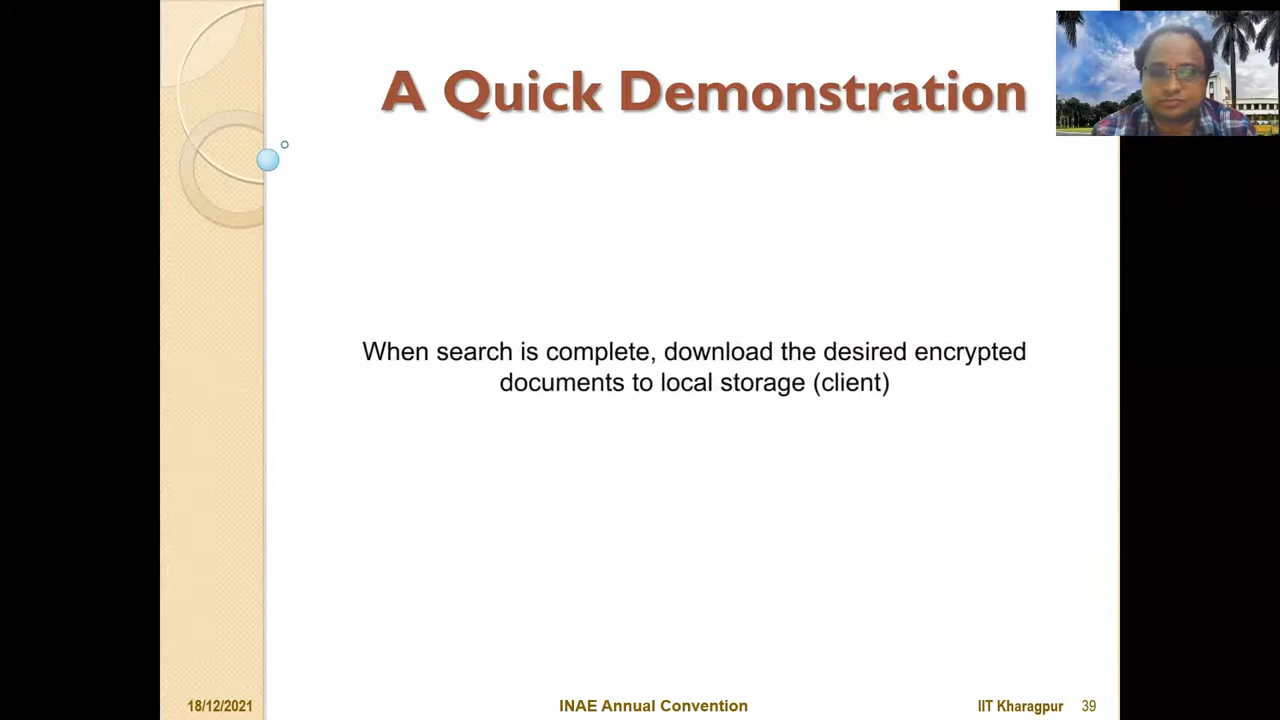 A Quick Demonstration
When search is complete, download the desired encrypted
documents to local storage (client)
18/12/2021
INAE Annual Convention
IIT Kharagpur 39